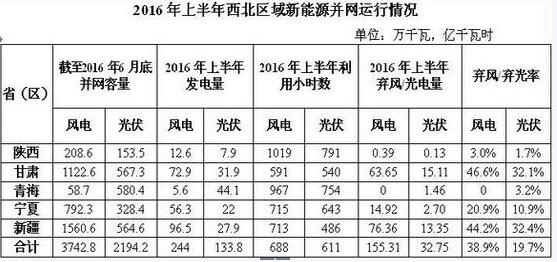 2016年上半年西北区域新能源并网运行情况
单位：万千瓦，亿千瓦时
省（区） 截至2016年6月底并网容量 2016年上半年发电量 2016年上半年利用小时数 2016年上半年弃风/光电量 弃风/弃光率
风电 光伏 风电 光伏 风电 光伏 风电 光伏 风电 光伏
陕西 208.6 153.5 12.6 7.9 1019 791 0.39 0.13 3.0% 1.7%
甘肃 1122.6 567.3 72.9 31.9 591 540 63.65 15.11 46.6% 32.1%
青海 58.7 580.4 5.6 44.1 967 754 0 1.46 0 3.2%
宁夏 792.3 328.4 56.3 22 715 643 14.92 2.70 20.9% 10.9%
新疆 1560.6 564.6 96.5 27.9 713 486 76.36 13.35 44.2% 32.4%
合计 3742.8 2194.2 244 133.8 688 611 155.31 32.75 38.9% 19.7%